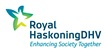 Royal
HaskoningDHV
Enhancing Society Together